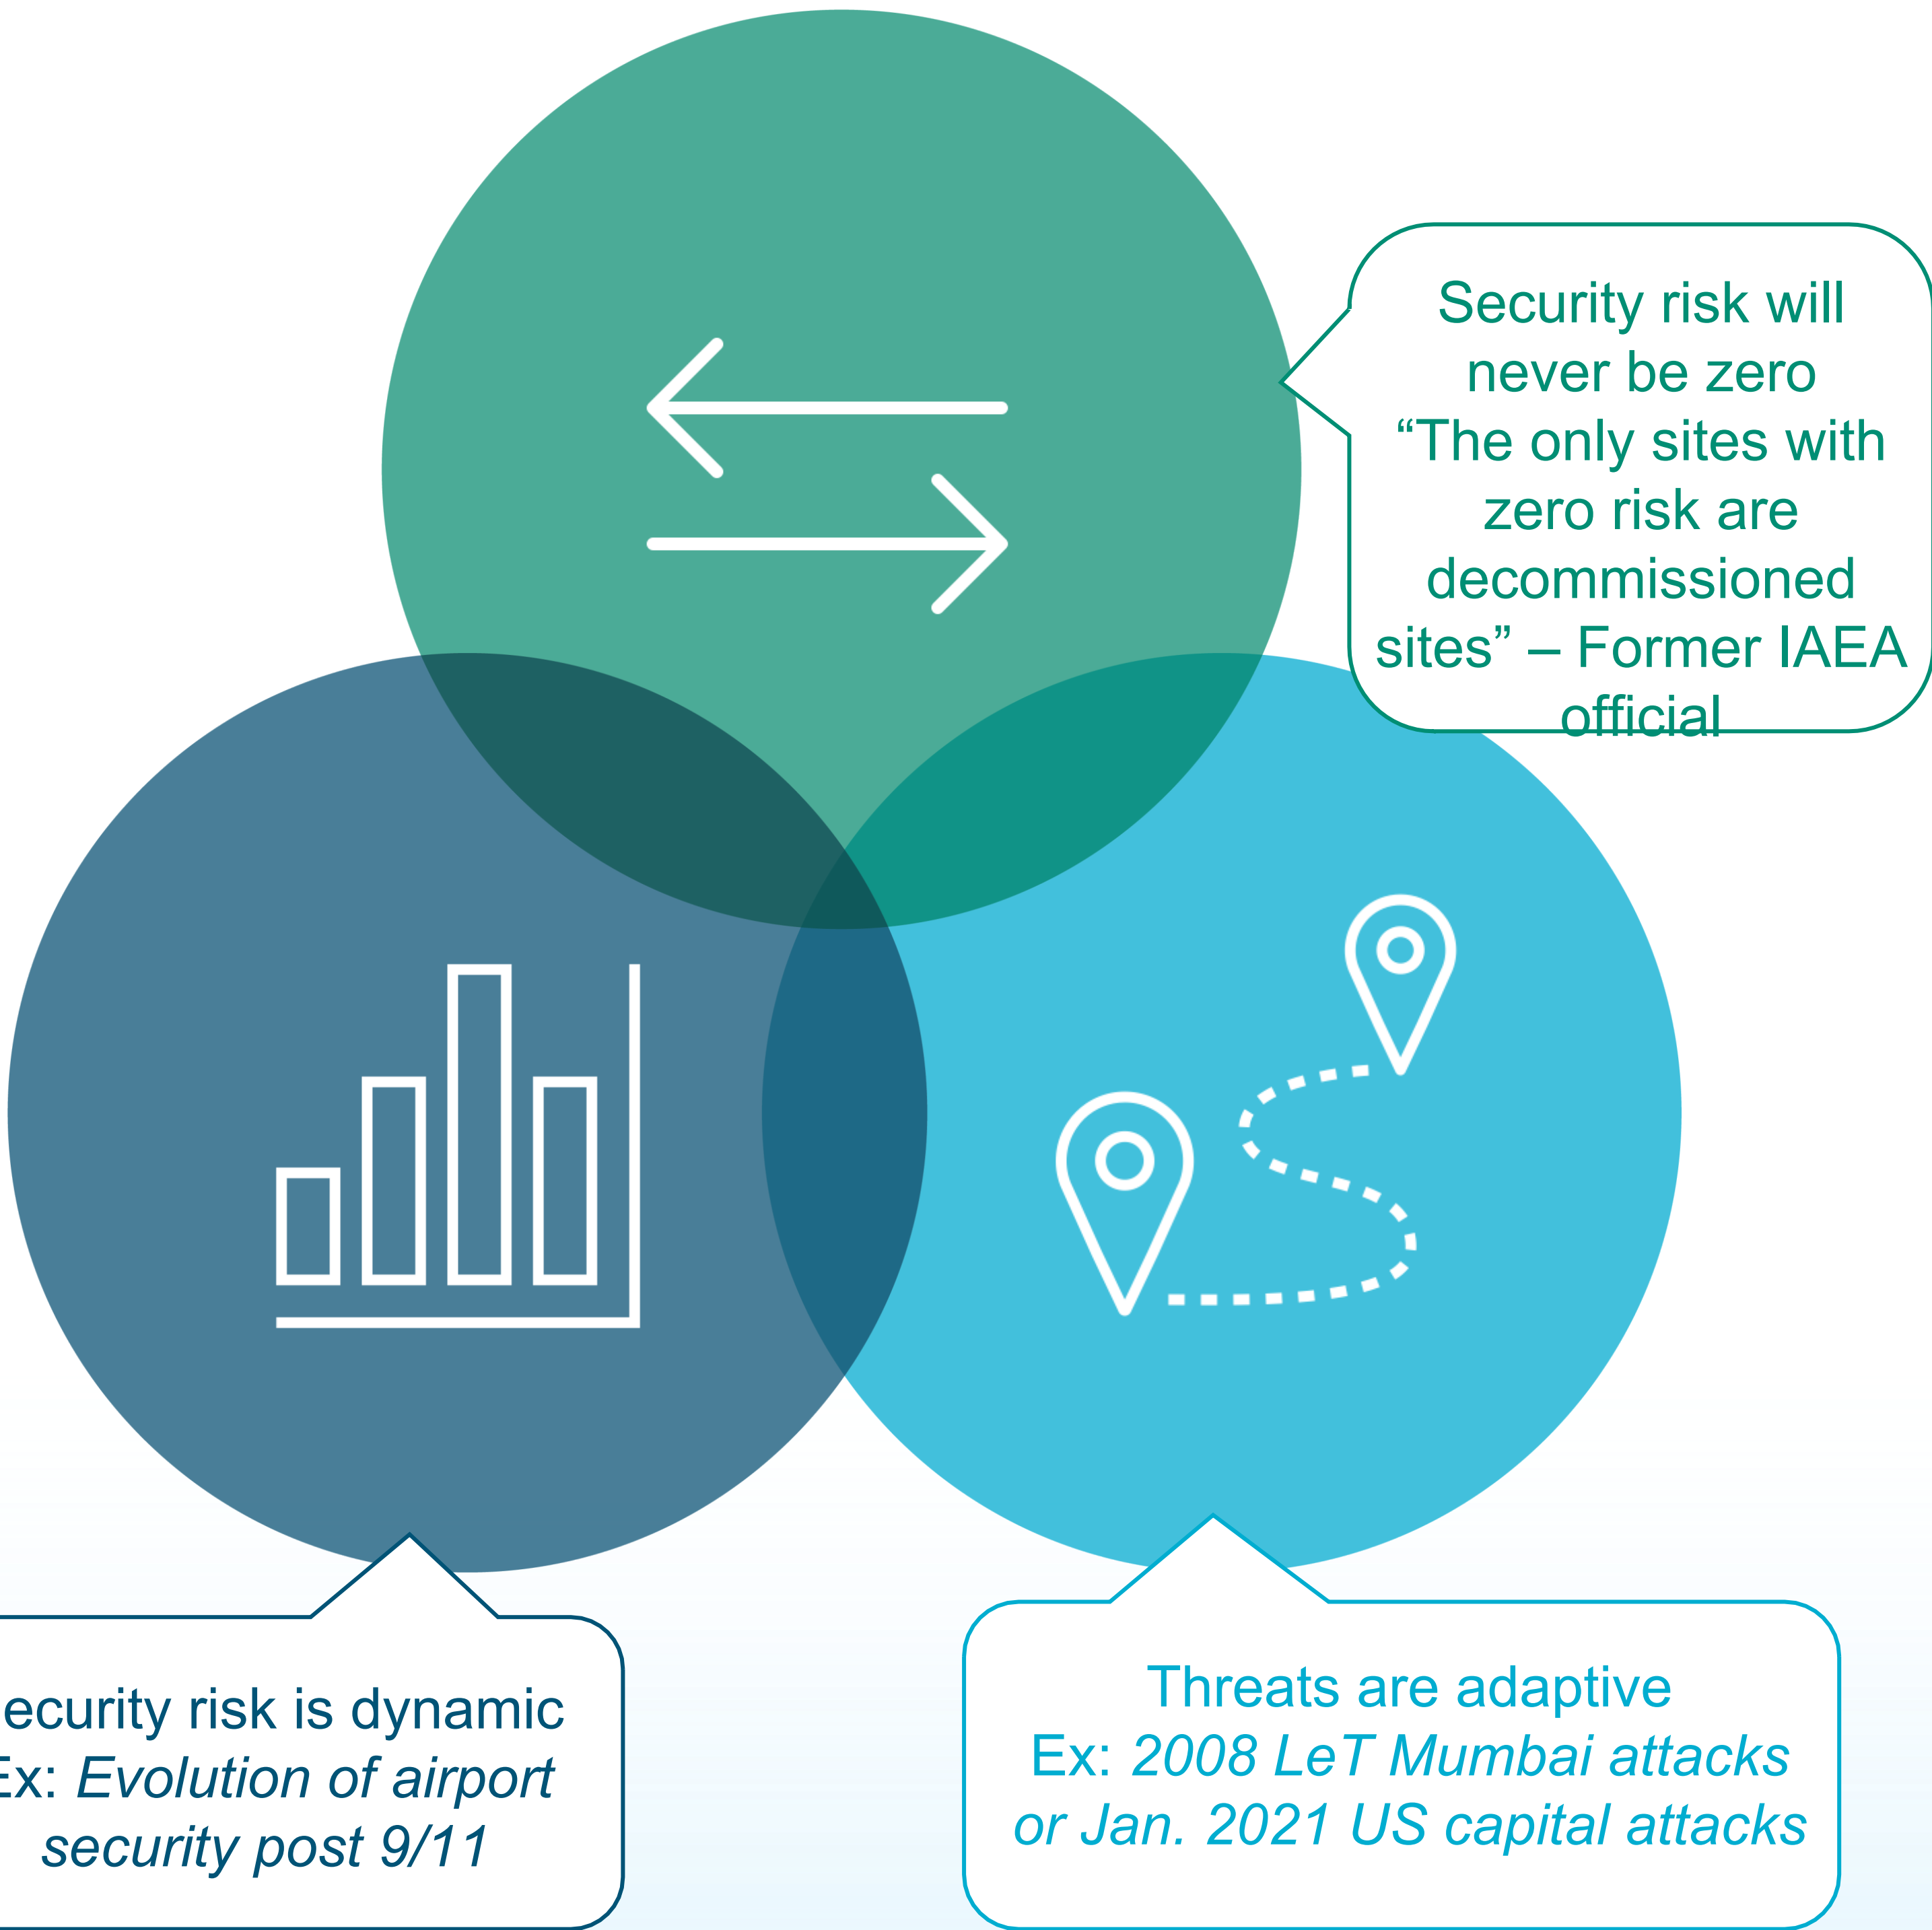 Security risk will
never be zero
“The only sites with
zero risk are
decommissioned
sites” – Former IAEA
official
ecurity risk is dynamic
Ex: Evolution of airport
security post 9/11
Threats are adaptive
Ex: 2008 LeT Mumbai attacks
or Jan. 2021 US capital attacks